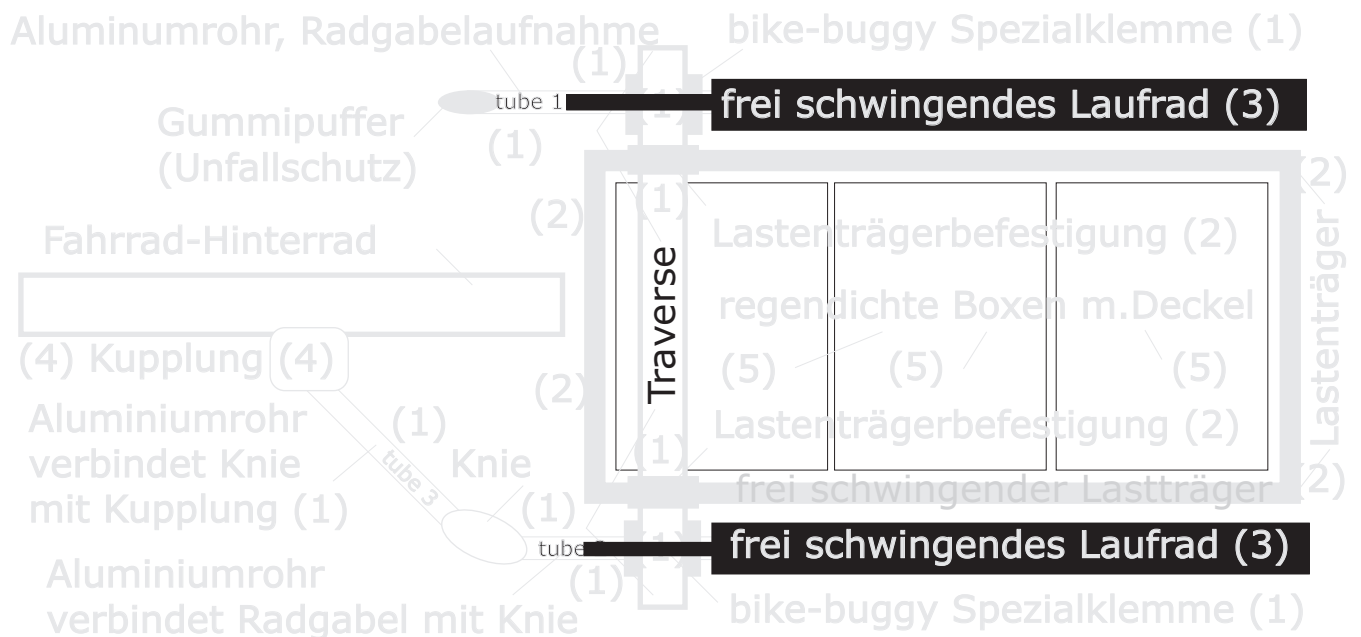 Aluminumrohr, Radgabelaufnahme
(1)
bike-buggy Spezialklemme (1)
tube 1
(1)
frei schwingendes Laufrad (3)
Gummipuffer
(Unfallschutz)
(1)
(2)
(1)
(2)
Fahrrad-Hinterrad
Lastenträgerbefestigung (2)
Traverse
Lastenträger
regendichte Boxen m.Deckel
(4) Kupplung (4)
(5)
(5)
(5)
(2)
Aluminiumrohr
verbindet Knie
mit Kupplung (1)
(1)
tube 3
Knie
(1)
(1)
Lastenträgerbefestigung (2)
frei schwingender Lastträger
(2)
tube
(1)
frei schwingendes Laufrad (3)
Aluminiumrohr
verbindet Radgabel mit Knie
(1)
bike-buggy Spezialklemme (1)